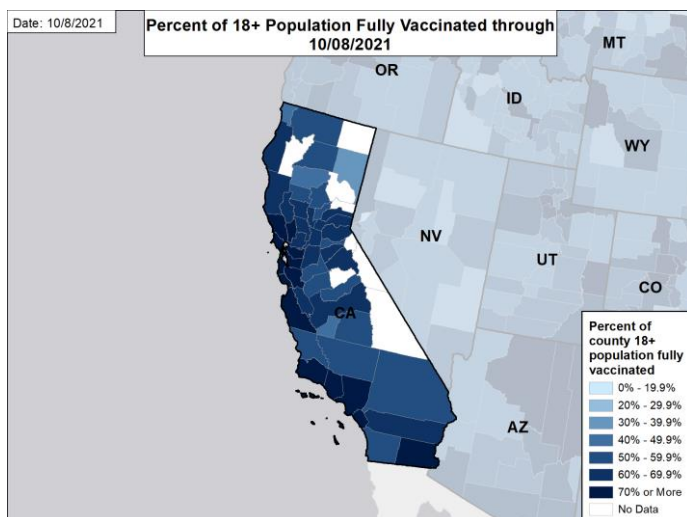 Date: 10/8/2021
Percent of 18+ Population Fully Vaccinated through
10/08/2021
MT
OR
ID
WY
NV
UT
CO
CA
AZ
Percent of
county 18+
population fully
vaccinated
0% - 19.9%
20% - 29.9%
30% - 39.9%
40% - 49.9%
50% - 59.9%
60% - 69.9%
70% or More
No Data